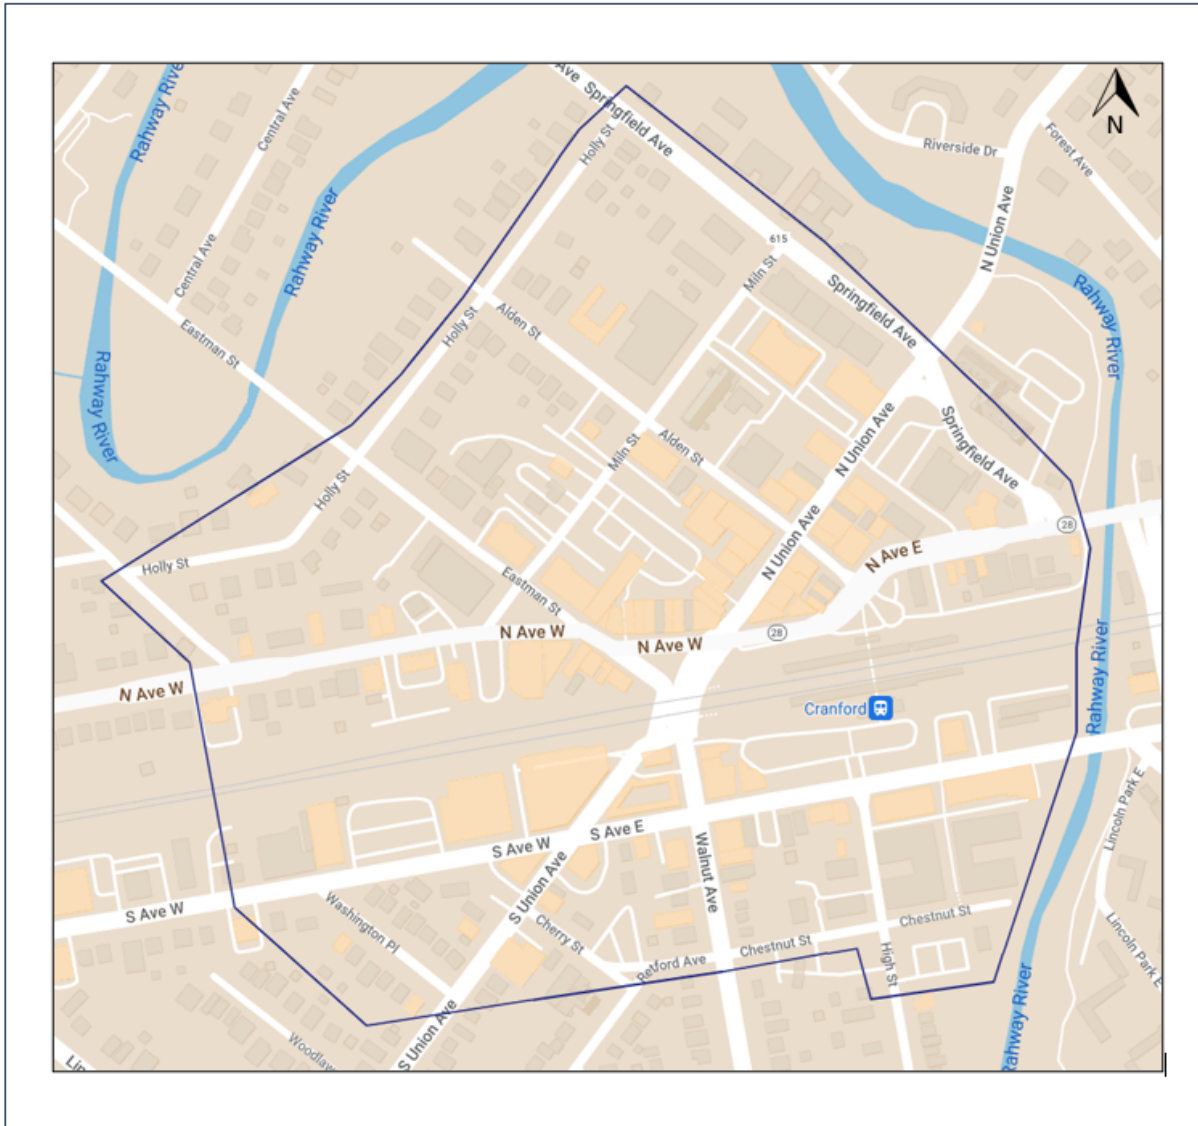 Ave
Springfield Ave
N
Rahway River
Central Ave
Holly St
Riverside Dr
Forest Ave
Rahway River
N Union Ave
615
Central Ave
Miln St
Rahway River
Springfield Ave
Eastman St
Holly St
Alden St
Rahway River
N Union Ave
Springfield Ave
Miln St
Alden St
Holly St
N Union Ave
28
N Ave E
Holly St
Eastman St
N Ave W
N Ave W
28
N Ave W
Rahway River
Cranford
Lincoln Park E
S Ave E
S Ave W
Walnut Ave
S Ave W
S Union Ave
Washington Pl
Cherry St
Chestnut St
Chestnut St
High St
Lincoln Park E
Rahway River
S Union Ave
Woodlaw
Lin